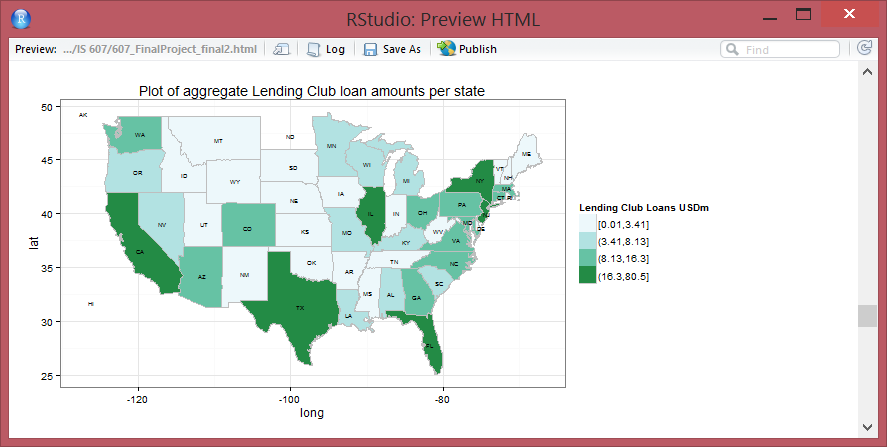 RStudio: Preview HTML
Preview: .../IS 607/607_FinalProject_final2.html Log Save As Publish Find
Plot of aggregate Lending Club loan amounts per state
50
45
40
35
30
25
lat
-120
-100
-80
long
AK
WA
MT
ND
MN
ME
OR
ID
SD
WI
MI
VT
NH
NY
WY
IA
MA
CT
RI
NE
PA
NJ
NV
UT
IL
IN
OH
CO
KS
MO
WV
MD
DE
CA
KY
VA
AZ
NM
OK
TN
NC
AR
SC
HI
TX
MS
AL
GA
LA
FL
Lending Club Loans USDm
[0.01,3.41]
(3.41,8.13]
(8.13,16.3]
(16.3,80.5]